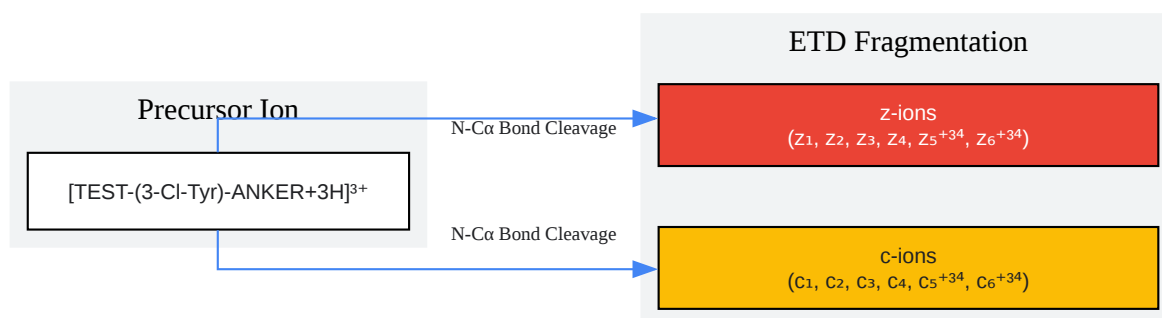 Precursor Ion
[TEST-(3-Cl-Tyr)-ANKER+3H]³⁺
N-Cα Bond Cleavage
N-Cα Bond Cleavage
ETD Fragmentation
z-ions
(z₁, z₂, z₃, z₄, z₅⁺³⁴, z₆⁺³⁴)
c-ions
(c₁, c₂, c₃, c₄, c₅⁺³⁴, c₆⁺³⁴)